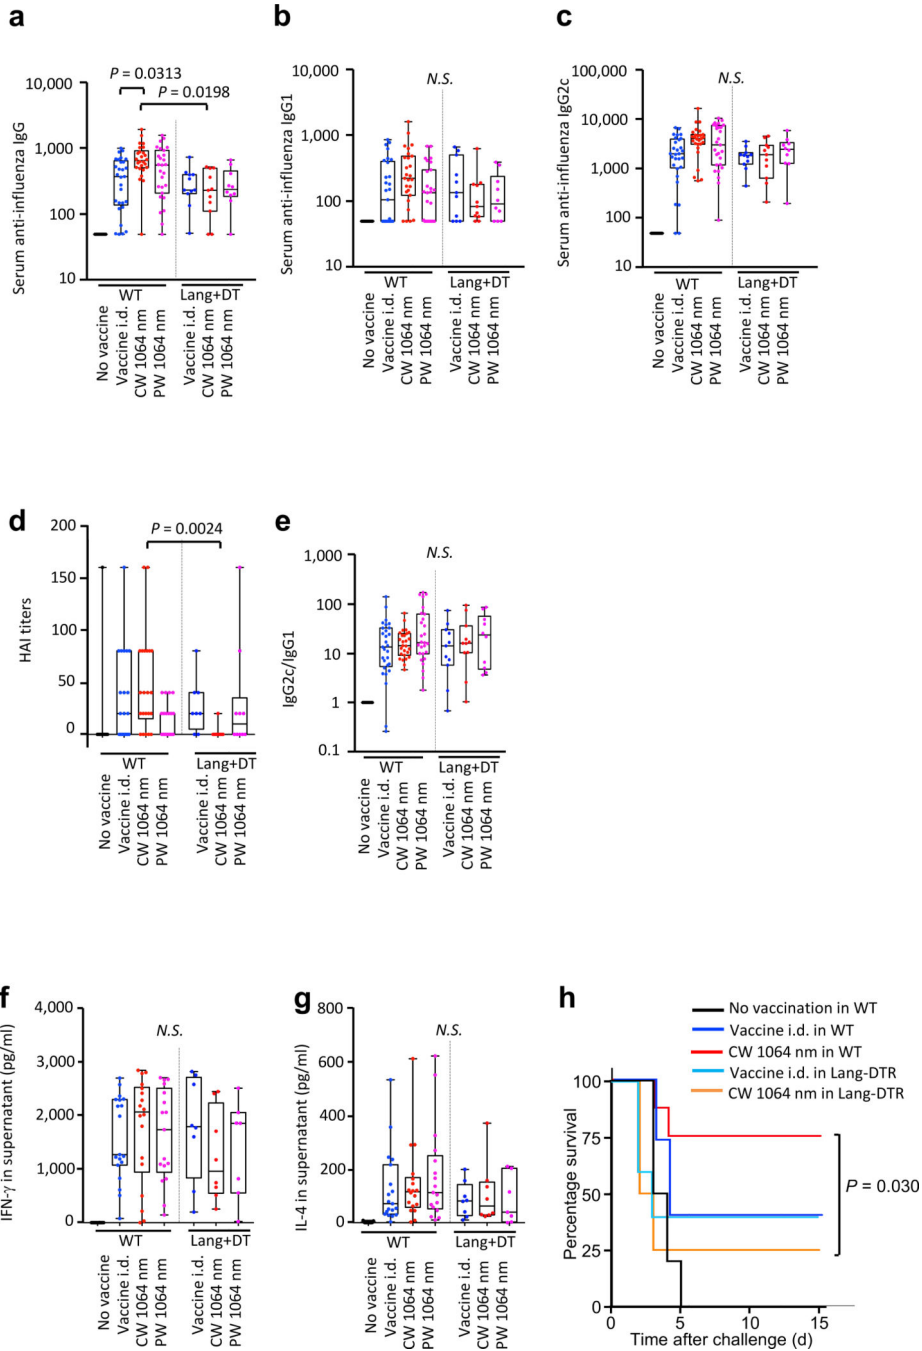 a
Serum anti-influenza IgG
10,000
1,000
100
10
P = 0.0313
P = 0.0198
WT
Lang+DT
No vaccine
Vaccine i.d.
CW 1064 nm
PW 1064 nm
Vaccine i.d.
CW 1064 nm
PW 1064 nm
b
Serum anti-influenza IgG1
10,000
1,000
100
10
N.S.
WT
Lang+DT
No vaccine
Vaccine i.d.
CW 1064 nm
PW 1064 nm
Vaccine i.d.
CW 1064 nm
PW 1064 nm
c
Serum anti-influenza IgG2c
100,000
10,000
1,000
100
10
N.S.
WT
Lang+DT
No vaccine
Vaccine i.d.
CW 1064 nm
PW 1064 nm
Vaccine i.d.
CW 1064 nm
PW 1064 nm
d
HAI titers
200
150
100
50
0
P = 0.0024
WT
Lang+DT
No vaccine
Vaccine i.d.
CW 1064 nm
PW 1064 nm
Vaccine i.d.
CW 1064 nm
PW 1064 nm
e
IgG2c/IgG1
1,000
100
10
1
0.1
N.S.
WT
Lang+DT
No vaccine
Vaccine i.d.
CW 1064 nm
PW 1064 nm
Vaccine i.d.
CW 1064 nm
PW 1064 nm
f
IFN-γ in supernatant (pg/ml)
4,000
3,000
2,000
1,000
0
N.S.
WT
Lang+DT
No vaccine
Vaccine i.d.
CW 1064 nm
PW 1064 nm
Vaccine i.d.
CW 1064 nm
PW 1064 nm
g
IL-4 in supernatant (pg/ml)
800
600
400
200
0
N.S.
WT
Lang+DT
No vaccine
Vaccine i.d.
CW 1064 nm
PW 1064 nm
Vaccine i.d.
CW 1064 nm
PW 1064 nm
h
No vaccination in WT
Vaccine i.d. in WT
CW 1064 nm in WT
Vaccine i.d. in Lang-DTR
CW 1064 nm in Lang-DTR
Percentage survival
100
75
50
25
0
P = 0.030
0
5
10
15
Time after challenge (d)